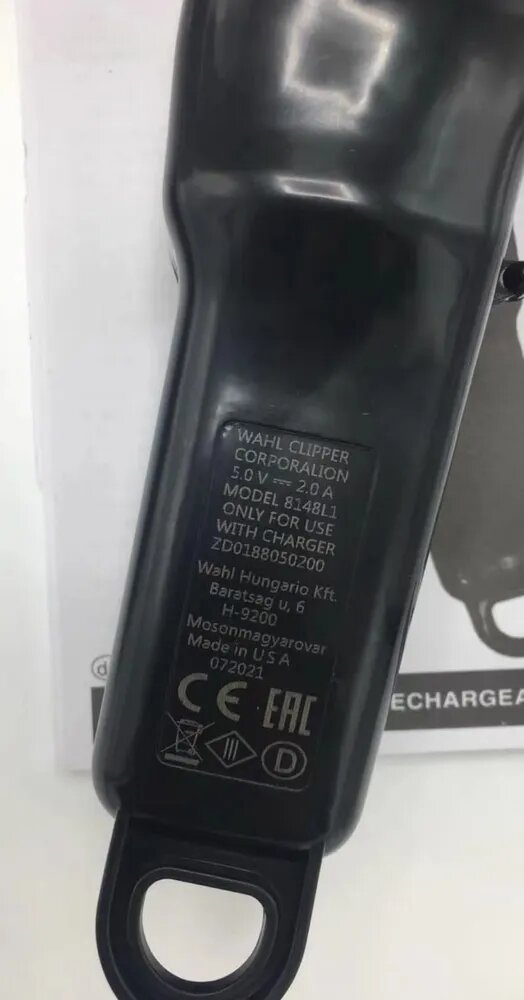 WAHL CLIPPER
CORPORALION
5.0 V ⎓ 2.0 A
MODEL 8148L1
ONLY FOR USE
WITH CHARGER
ZD0188050200
Wahl Hungario Kft.
Baratsag u, 6
H-9200
Mosonmagyarovar
Made in U S A
072021
CE EAC
D
d
ECHARGEA